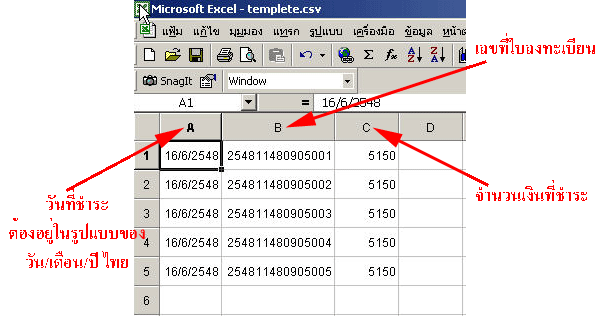 Microsoft Excel - templete.csv
แฟ้ม แก้ไข มุมมอง แทรก รูปแบบ เครื่องมือ ข้อมูล หน้าต่
SnagIt Window
A1 = 16/6/2548
เลขที่ใบลงทะเบียน
A B C D
1 16/6/2548 254811480905001 5150
2 16/6/2548 254811480905002 5150
3 16/6/2548 254811480905003 5150
4 16/6/2548 254811480905004 5150
5 16/6/2548 254811480905005 5150
6
วันที่ชำระ
ต้องอยู่ในรูปแบบของ
วัน/เดือน/ปี ไทย
จำนวนเงินที่ชำระ